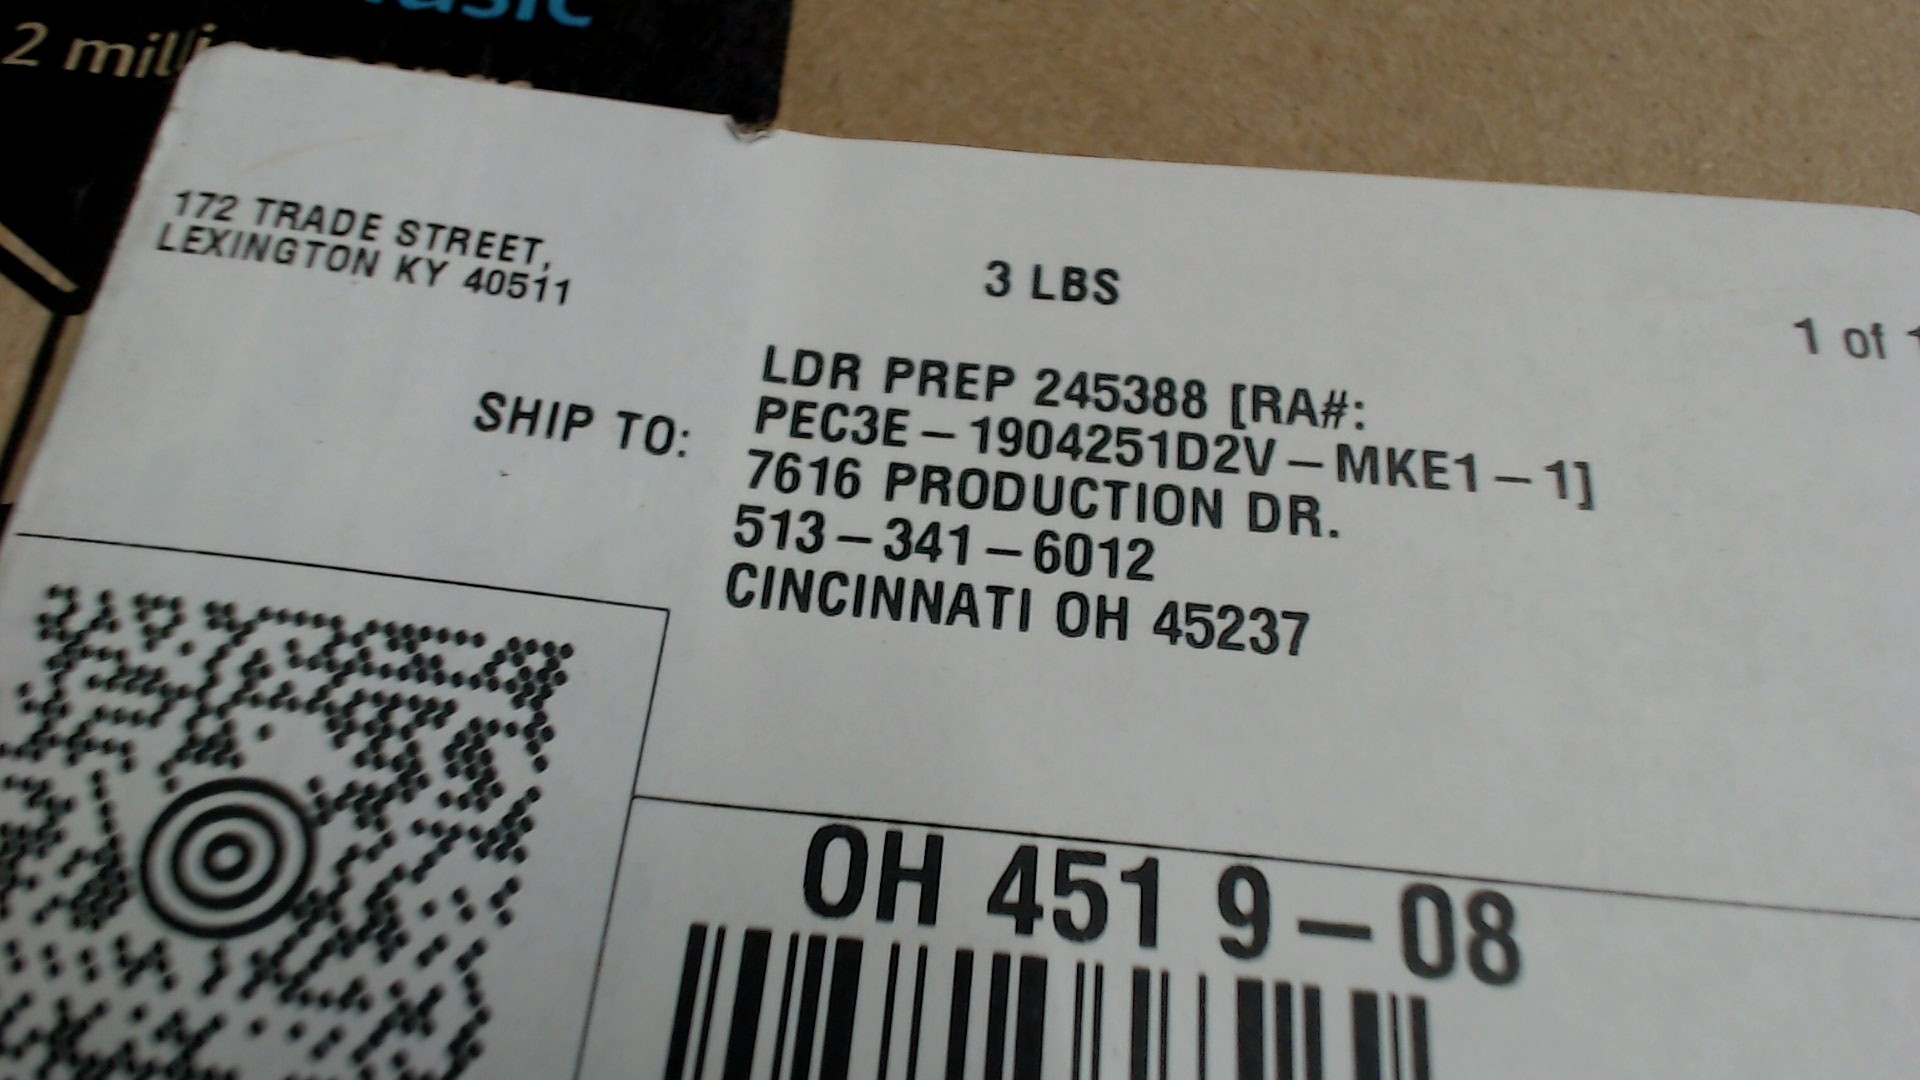 2
172 TRADE STREET,
LEXINGTON KY 40511
3 LBS
1 of
SHIP TO:
LDR PREP 245388 [RA#:
PEC3E-1904251D2V-MKE1-1]
7616 PRODUCTION DR.
513-341-6012
CINCINNATI OH 45237
OH 451 9-08